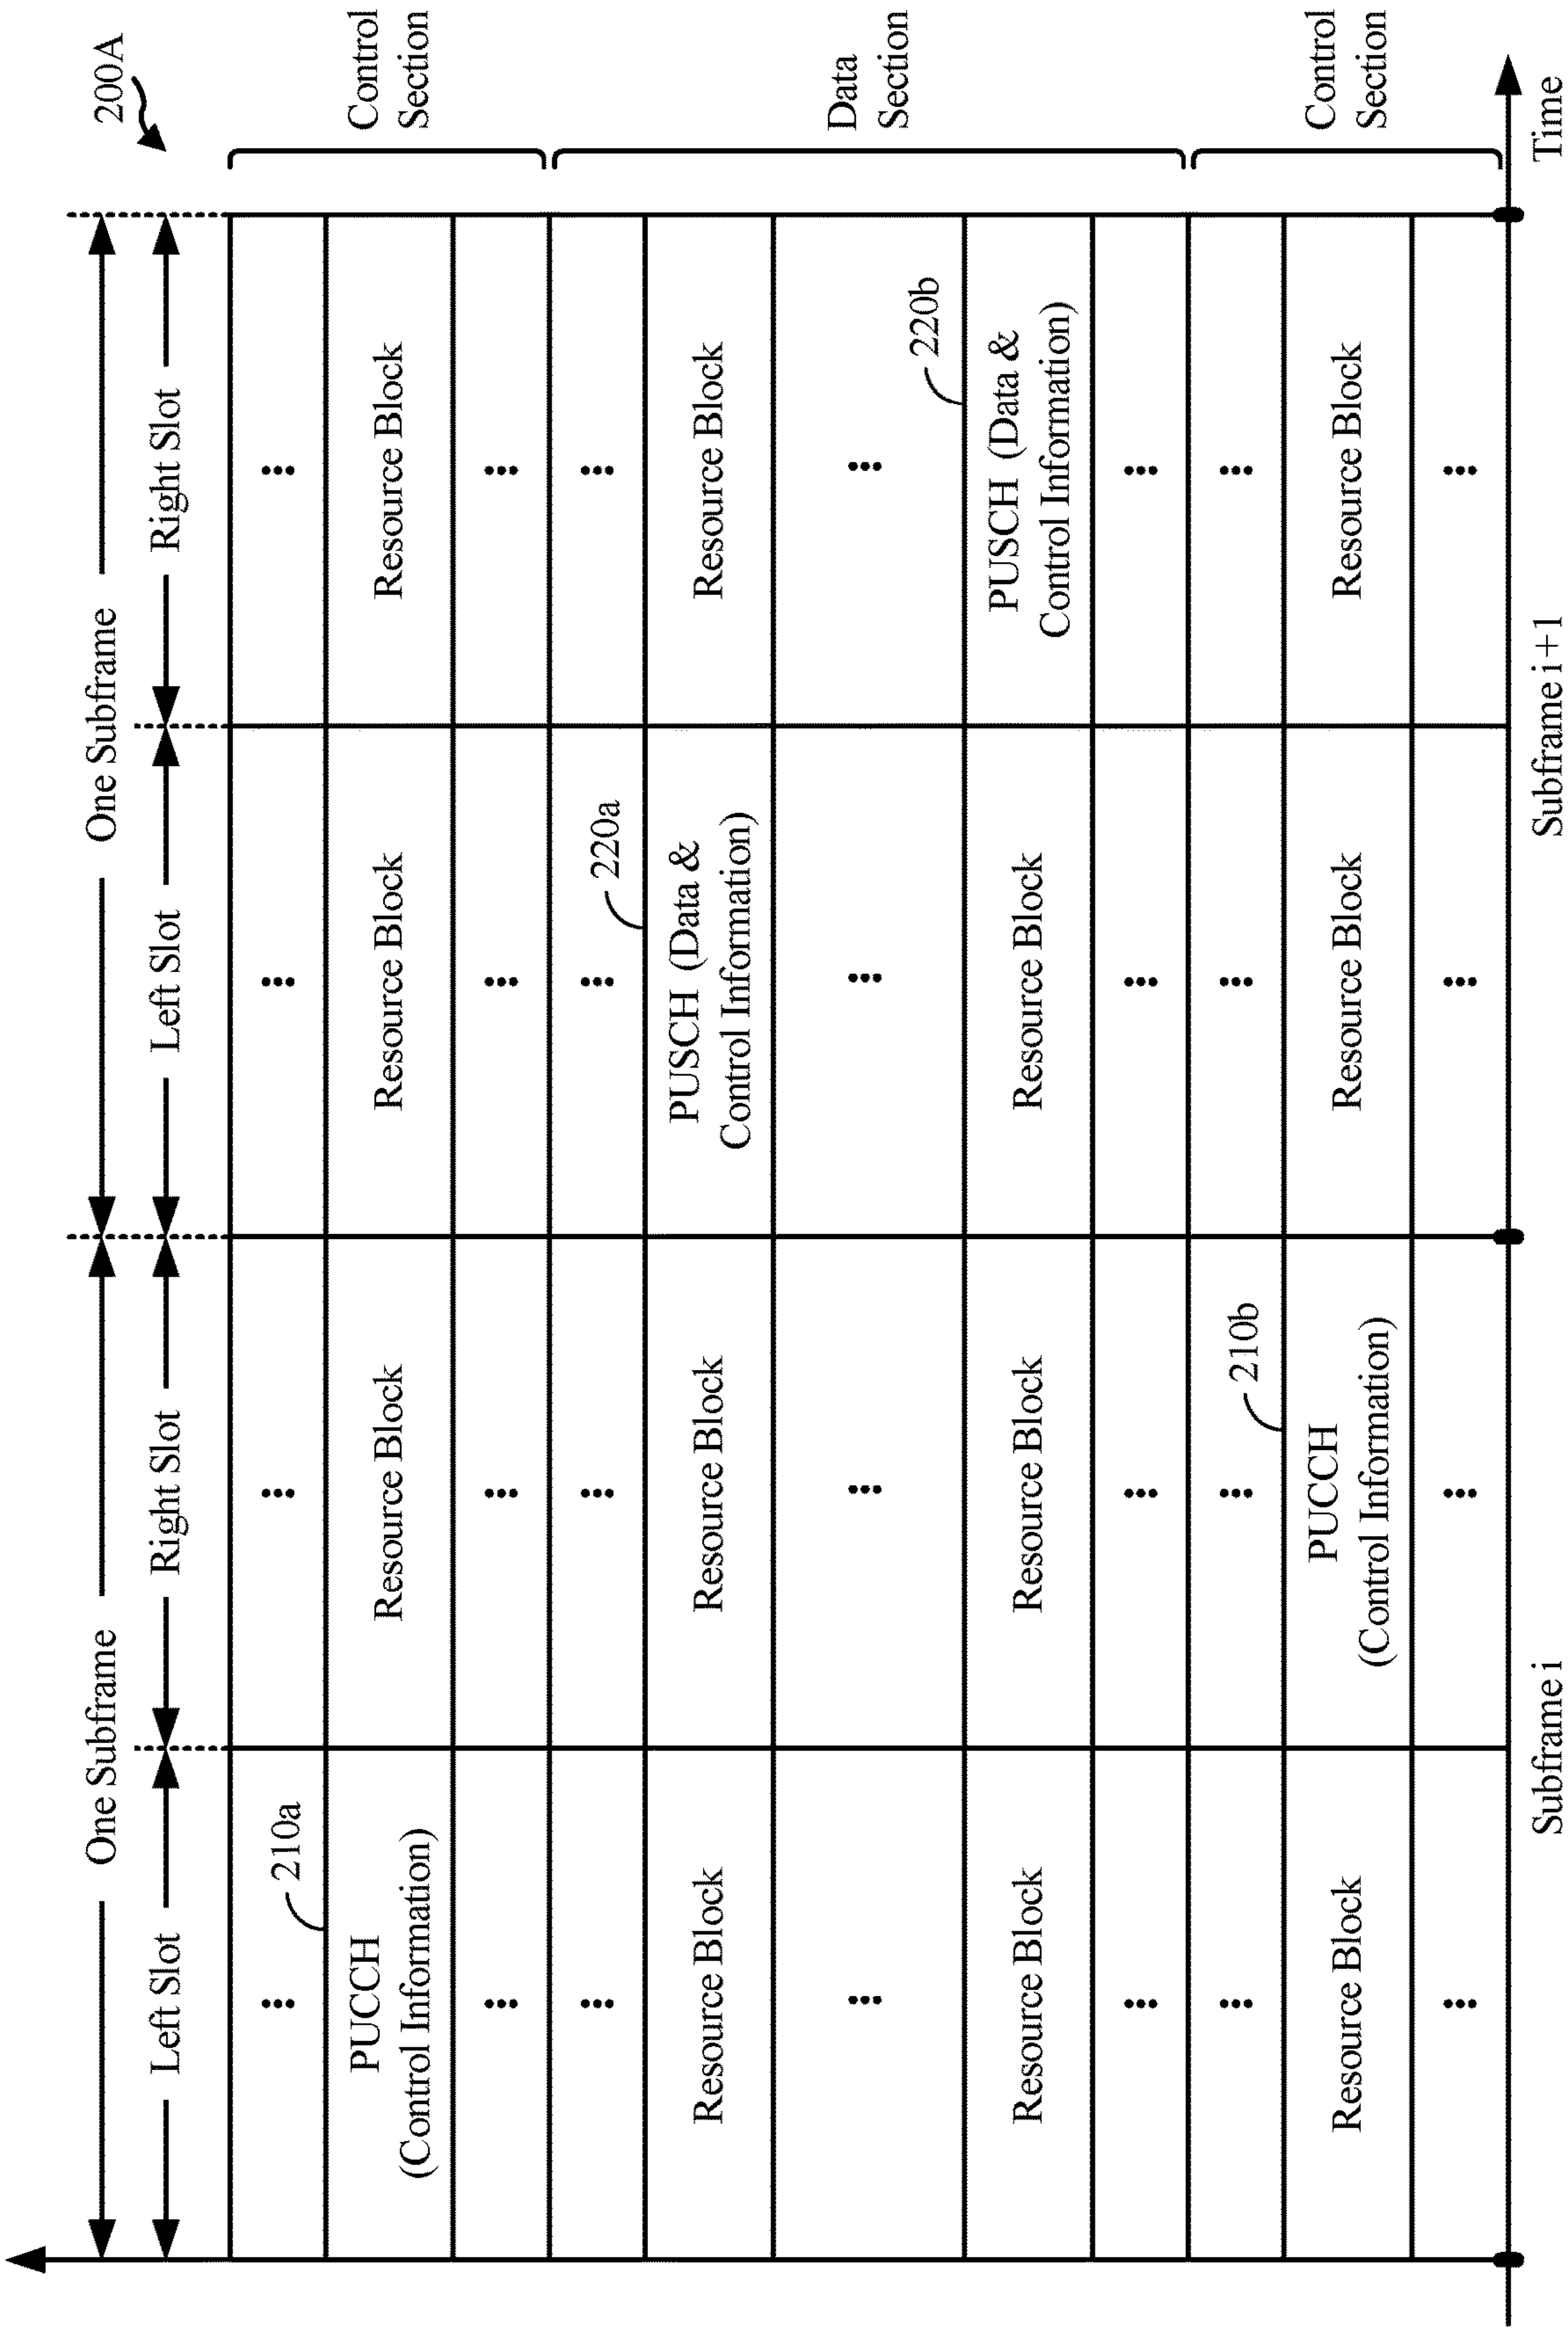 200A
One Subframe
One Subframe
Left Slot
Right Slot
Left Slot
Right Slot
...
...
...
...
210a
PUCCH
(Control Information)
Resource Block
Resource Block
Resource Block
Control
Section
...
...
...
...
...
...
...
...
220a
Resource Block
Resource Block
PUSCH (Data &
Control Information)
Resource Block
Data
Section
...
...
...
...
220b
Resource Block
Resource Block
Resource Block
PUSCH (Data &
Control Information)
...
...
...
...
...
...
...
...
210b
Resource Block
PUCCH
(Control Information)
Resource Block
Resource Block
Control
Section
...
...
...
...
Subframe i
Subframe i+1
Time